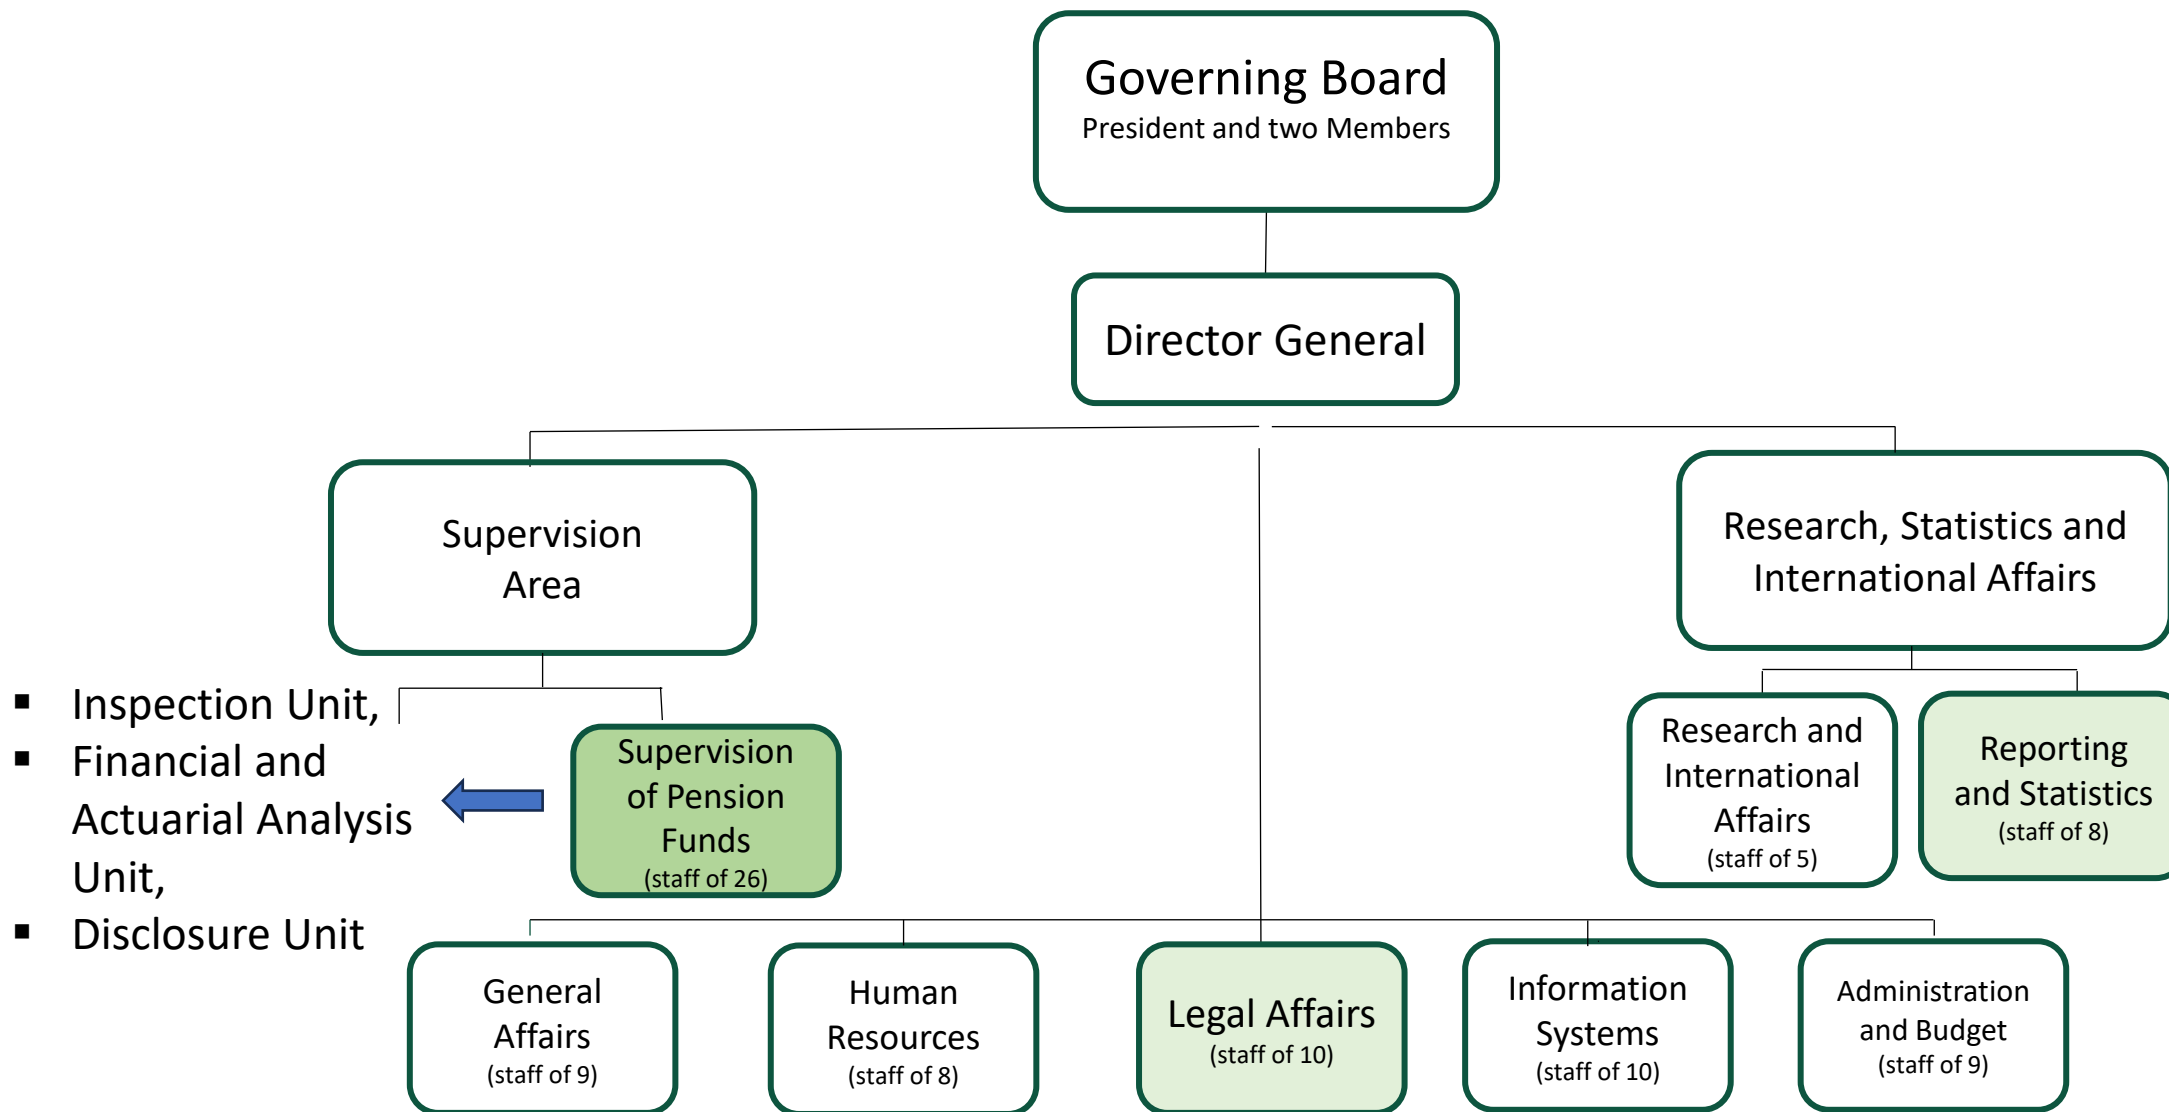 Governing Board
President and two Members
Director General
Supervision
Area
Research, Statistics and
International Affairs
▪ Inspection Unit,
▪ Financial and
Actuarial Analysis
Unit,
▪ Disclosure Unit
Supervision
of Pension
Funds
(staff of 26)
Research and
International
Affairs
(staff of 5)
Reporting
and Statistics
(staff of 8)
General
Affairs
(staff of 9)
Human
Resources
(staff of 8)
Legal Affairs
(staff of 10)
Information
Systems
(staff of 10)
Administration
and Budget
(staff of 9)